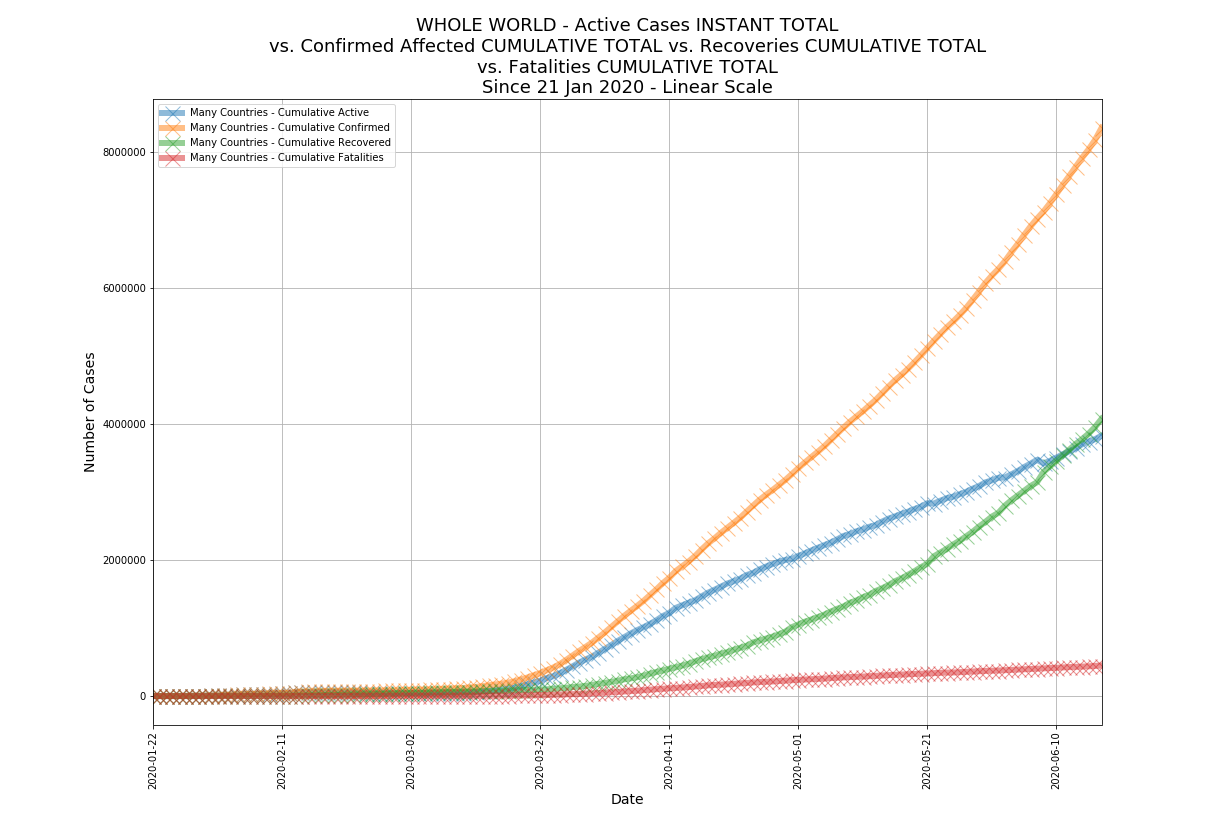 WHOLE WORLD - Active Cases INSTANT TOTAL
vs. Confirmed Affected CUMULATIVE TOTAL vs. Recoveries CUMULATIVE TOTAL
vs. Fatalities CUMULATIVE TOTAL
Since 21 Jan 2020 - Linear Scale
Many Countries - Cumulative Active
Many Countries - Cumulative Confirmed
Many Countries - Cumulative Recovered
Many Countries - Cumulative Fatalities
Number of Cases
8000000
6000000
4000000
2000000
0
2020-01-22
2020-02-11
2020-03-02
2020-03-22
2020-04-11
2020-05-01
2020-05-21
2020-06-10
Date